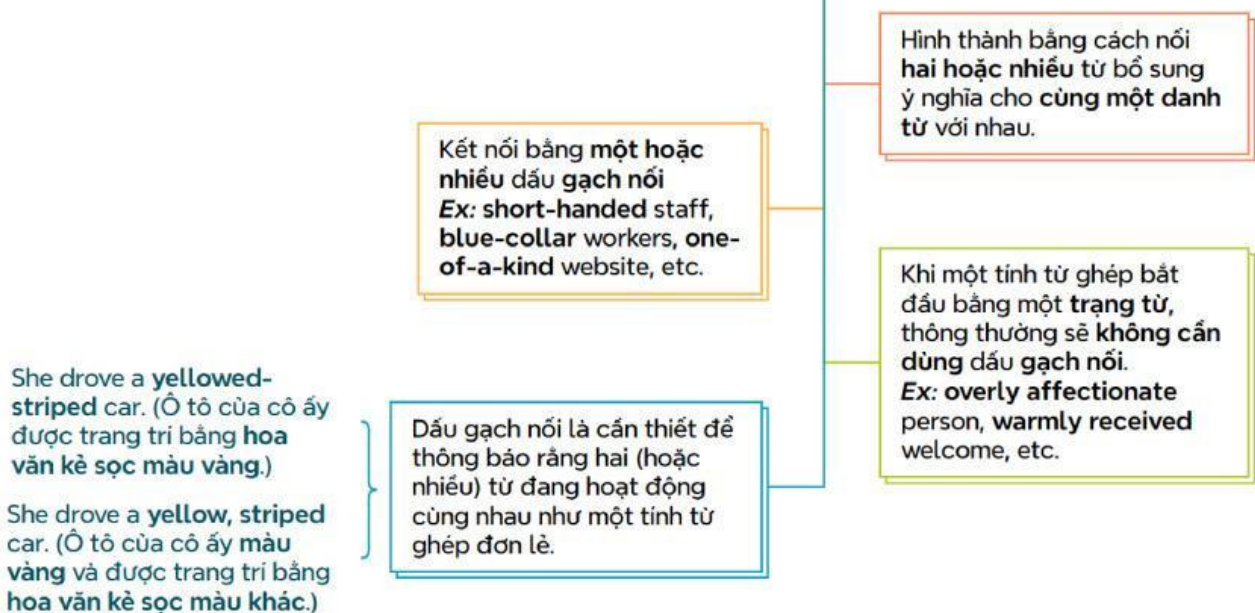 Hình thành bằng cách nối
hai hoặc nhiều từ bổ sung
ý nghĩa cho cùng một danh
từ với nhau.
Kết nối bằng một hoặc
nhiều dấu gạch nối
Ex: short-handed staff,
blue-collar workers, one-
of-a-kind website, etc.
Khi một tính từ ghép bắt
đầu bằng một trạng từ,
thông thường sẽ không cần
dùng dấu gạch nối.
Ex: overly affectionate
person, warmly received
welcome, etc.
Dấu gạch nối là cần thiết để
thông báo rằng hai (hoặc
nhiều) từ đang hoạt động
cùng nhau như một tính từ
ghép đơn lẻ.
She drove a yellowed-
striped car. (Ô tô của cô ấy
được trang trí bằng hoa
văn kẻ sọc màu vàng.)
She drove a yellow, striped
car. (Ô tô của cô ấy màu
vàng và được trang trí bằng
hoa văn kẻ sọc màu khác.)